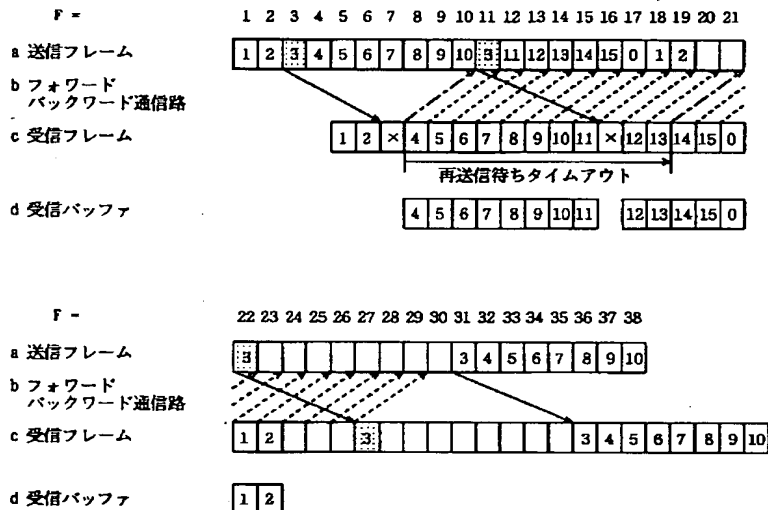 F = 1 2 3 4 5 6 7 8 9 10 11 12 13 14 15 16 17 18 19 20 21
a 送信フレーム 1 2 3 4 5 6 7 8 9 10 3 11 12 13 14 15 0 1 2
b フォワード
バックワード通信路
c 受信フレーム 1 2 × 4 5 6 7 8 9 10 11 × 12 13 14 15 0
再送信待ちタイムアウト
d 受信バッファ 4 5 6 7 8 9 10 11 12 13 14 15 0
F - 22 23 24 25 26 27 28 29 30 31 32 33 34 35 36 37 38
a 送信フレーム 3 3 4 5 6 7 8 9 10
b フォワード
バックワード通信路
c 受信フレーム 1 2 3 3 4 5 6 7 8 9 10
d 受信バッファ 1 2